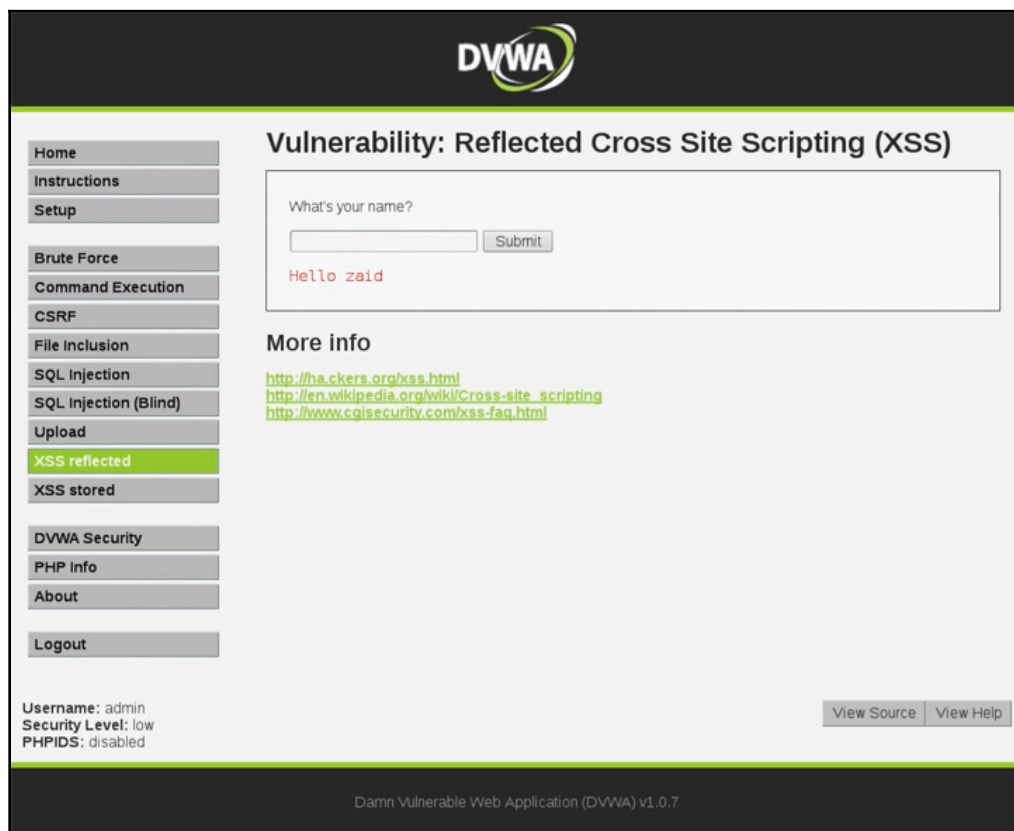 DVWA
Home
Instructions
Setup
Brute Force
Command Execution
CSRF
File Inclusion
SQL Injection
SQL Injection (Blind)
Upload
XSS reflected
XSS stored
DVWA Security
PHP Info
About
Logout
Vulnerability: Reflected Cross Site Scripting (XSS)
What's your name?
Submit
Hello zaid
More info
http://ha.ckers.org/xss.html
http://en.wikipedia.org/wiki/Cross-site_scripting
http://www.cgisecurity.com/xss-faq.html
Username: admin
Security Level: low
PHPIDS: disabled
View Source View Help
Damn Vulnerable Web Application (DVWA) v1.0.7